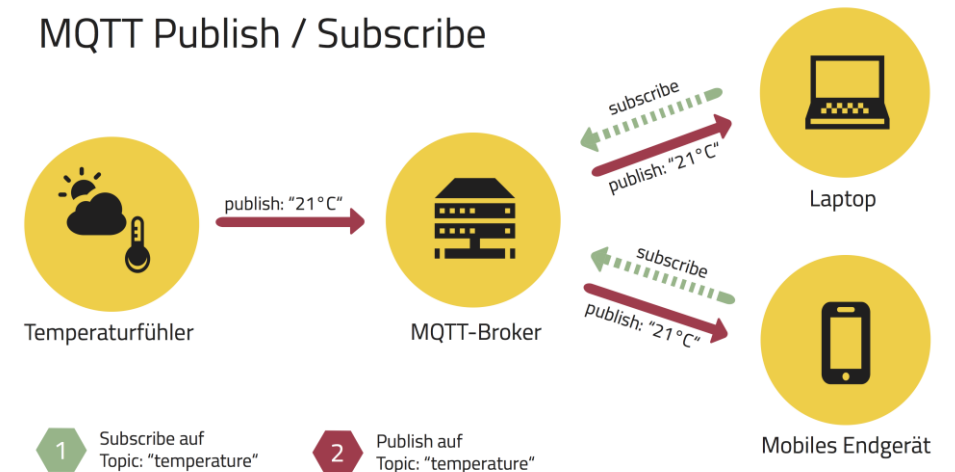 MQTT Publish / Subscribe
subscribe
publish: “21°C“
Laptop
publish: “21°C“
subscribe
publish: “21°C“
Temperaturfühler
MQTT-Broker
Mobiles Endgerät
1
Subscribe auf
Topic: “temperature“
2
Publish auf
Topic: “temperature“